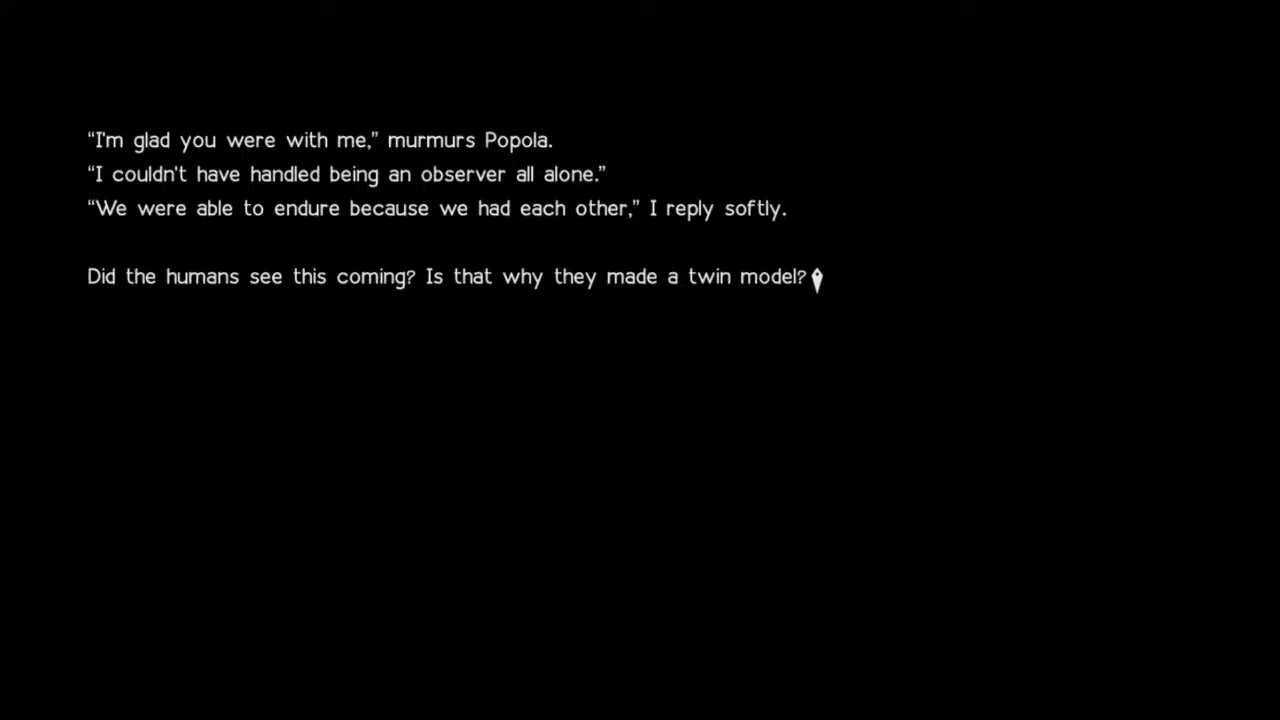 “I'm glad you were with me,” murmurs Popola.
“I couldn't have handled being an observer all alone.”
“We were able to endure because we had each other,” I reply softly.
Did the humans see this coming? Is that why they made a twin model?